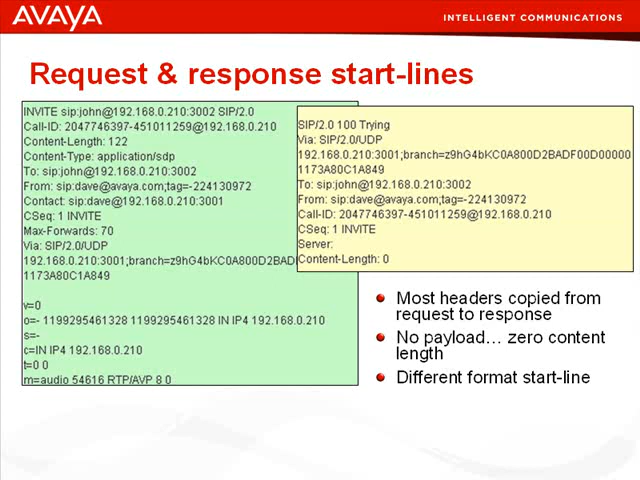 AVAYA
INTELLIGENT COMMUNICATIONS
Request & response start-lines
INVITE sip:john@192.168.0.210:3002 SIP/2.0
Call-ID: 2047746397-451011259@192.168.0.210
Content-Length: 122
Content-Type: application/sdp
To: sip:john@192.168.0.210:3002
From: sip:dave@avaya.com;tag=-224130972
Contact: sip:dave@192.168.0.210:3001
CSeq: 1 INVITE
Max-Forwards: 70
Via: SIP/2.0/UDP
192.168.0.210:3001;branch=z9hG4bKC0A800D2BADF
1173A80C1A849
v=0
o=- 1199295461328 1199295461328 IN IP4 192.168.0.210
s=-
c=IN IP4 192.168.0.210
t=0 0
m=audio 54616 RTP/AVP 8 0
SIP/2.0 100 Trying
Via: SIP/2.0/UDP
192.168.0.210:3001;branch=z9hG4bKC0A800D2BADF00D00000
1173A80C1A849
To: sip:john@192.168.0.210:3002
From: sip:dave@avaya.com;tag=-224130972
Call-ID: 2047746397-451011259@192.168.0.210
CSeq: 1 INVITE
Server:
Content-Length: 0
Most headers copied from
request to response
No payload… zero content
length
Different format start-line